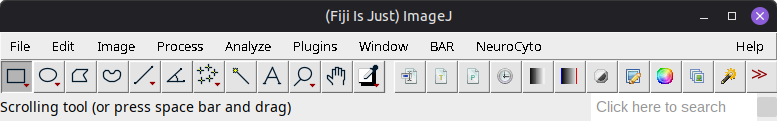 (Fiji Is Just) ImageJ
File Edit Image Process Analyze Plugins Window BAR NeuroCyto Help
A T P >>
Scrolling tool (or press space bar and drag) Click here to search